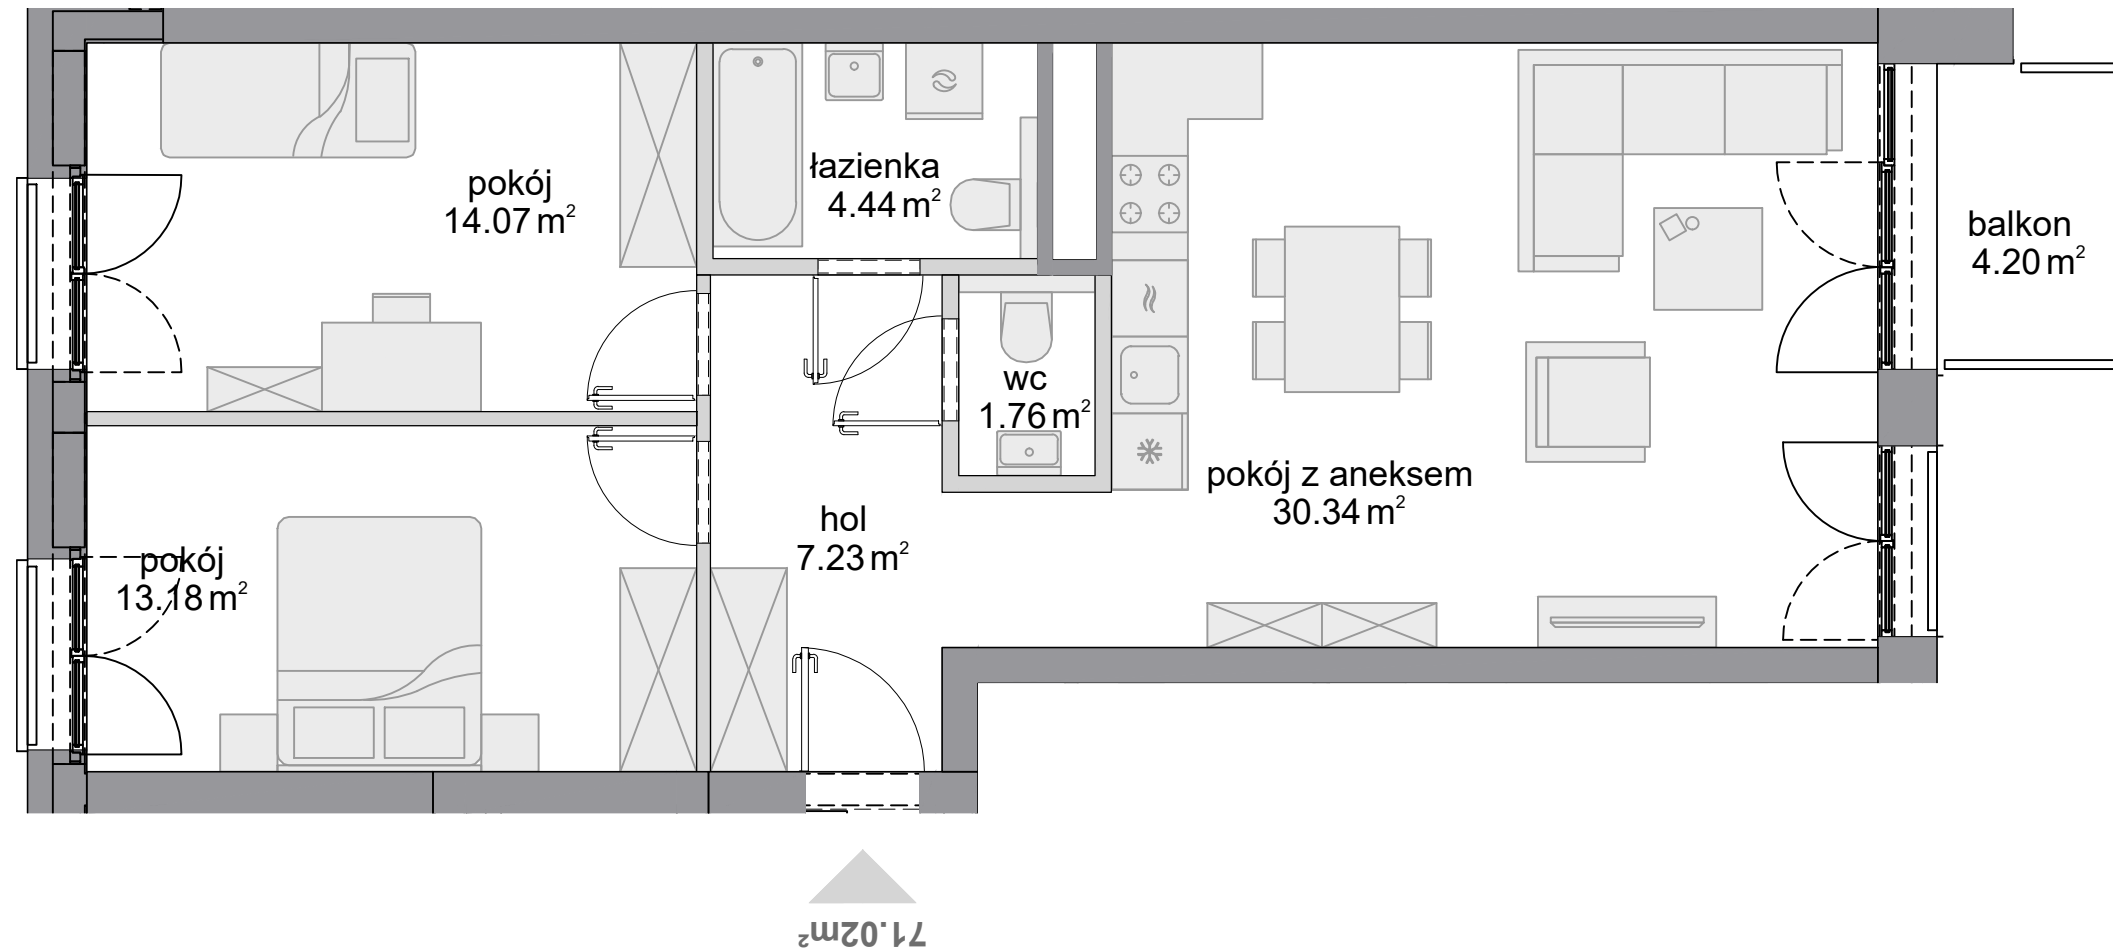 pokój
14.07 m²
łazienka
4.44 m²
balkon
4.20 m²
wc
1.76 m²
pokój z aneksem
30.34 m²
hol
7.23 m²
pokój
13.18 m²
71.02m²